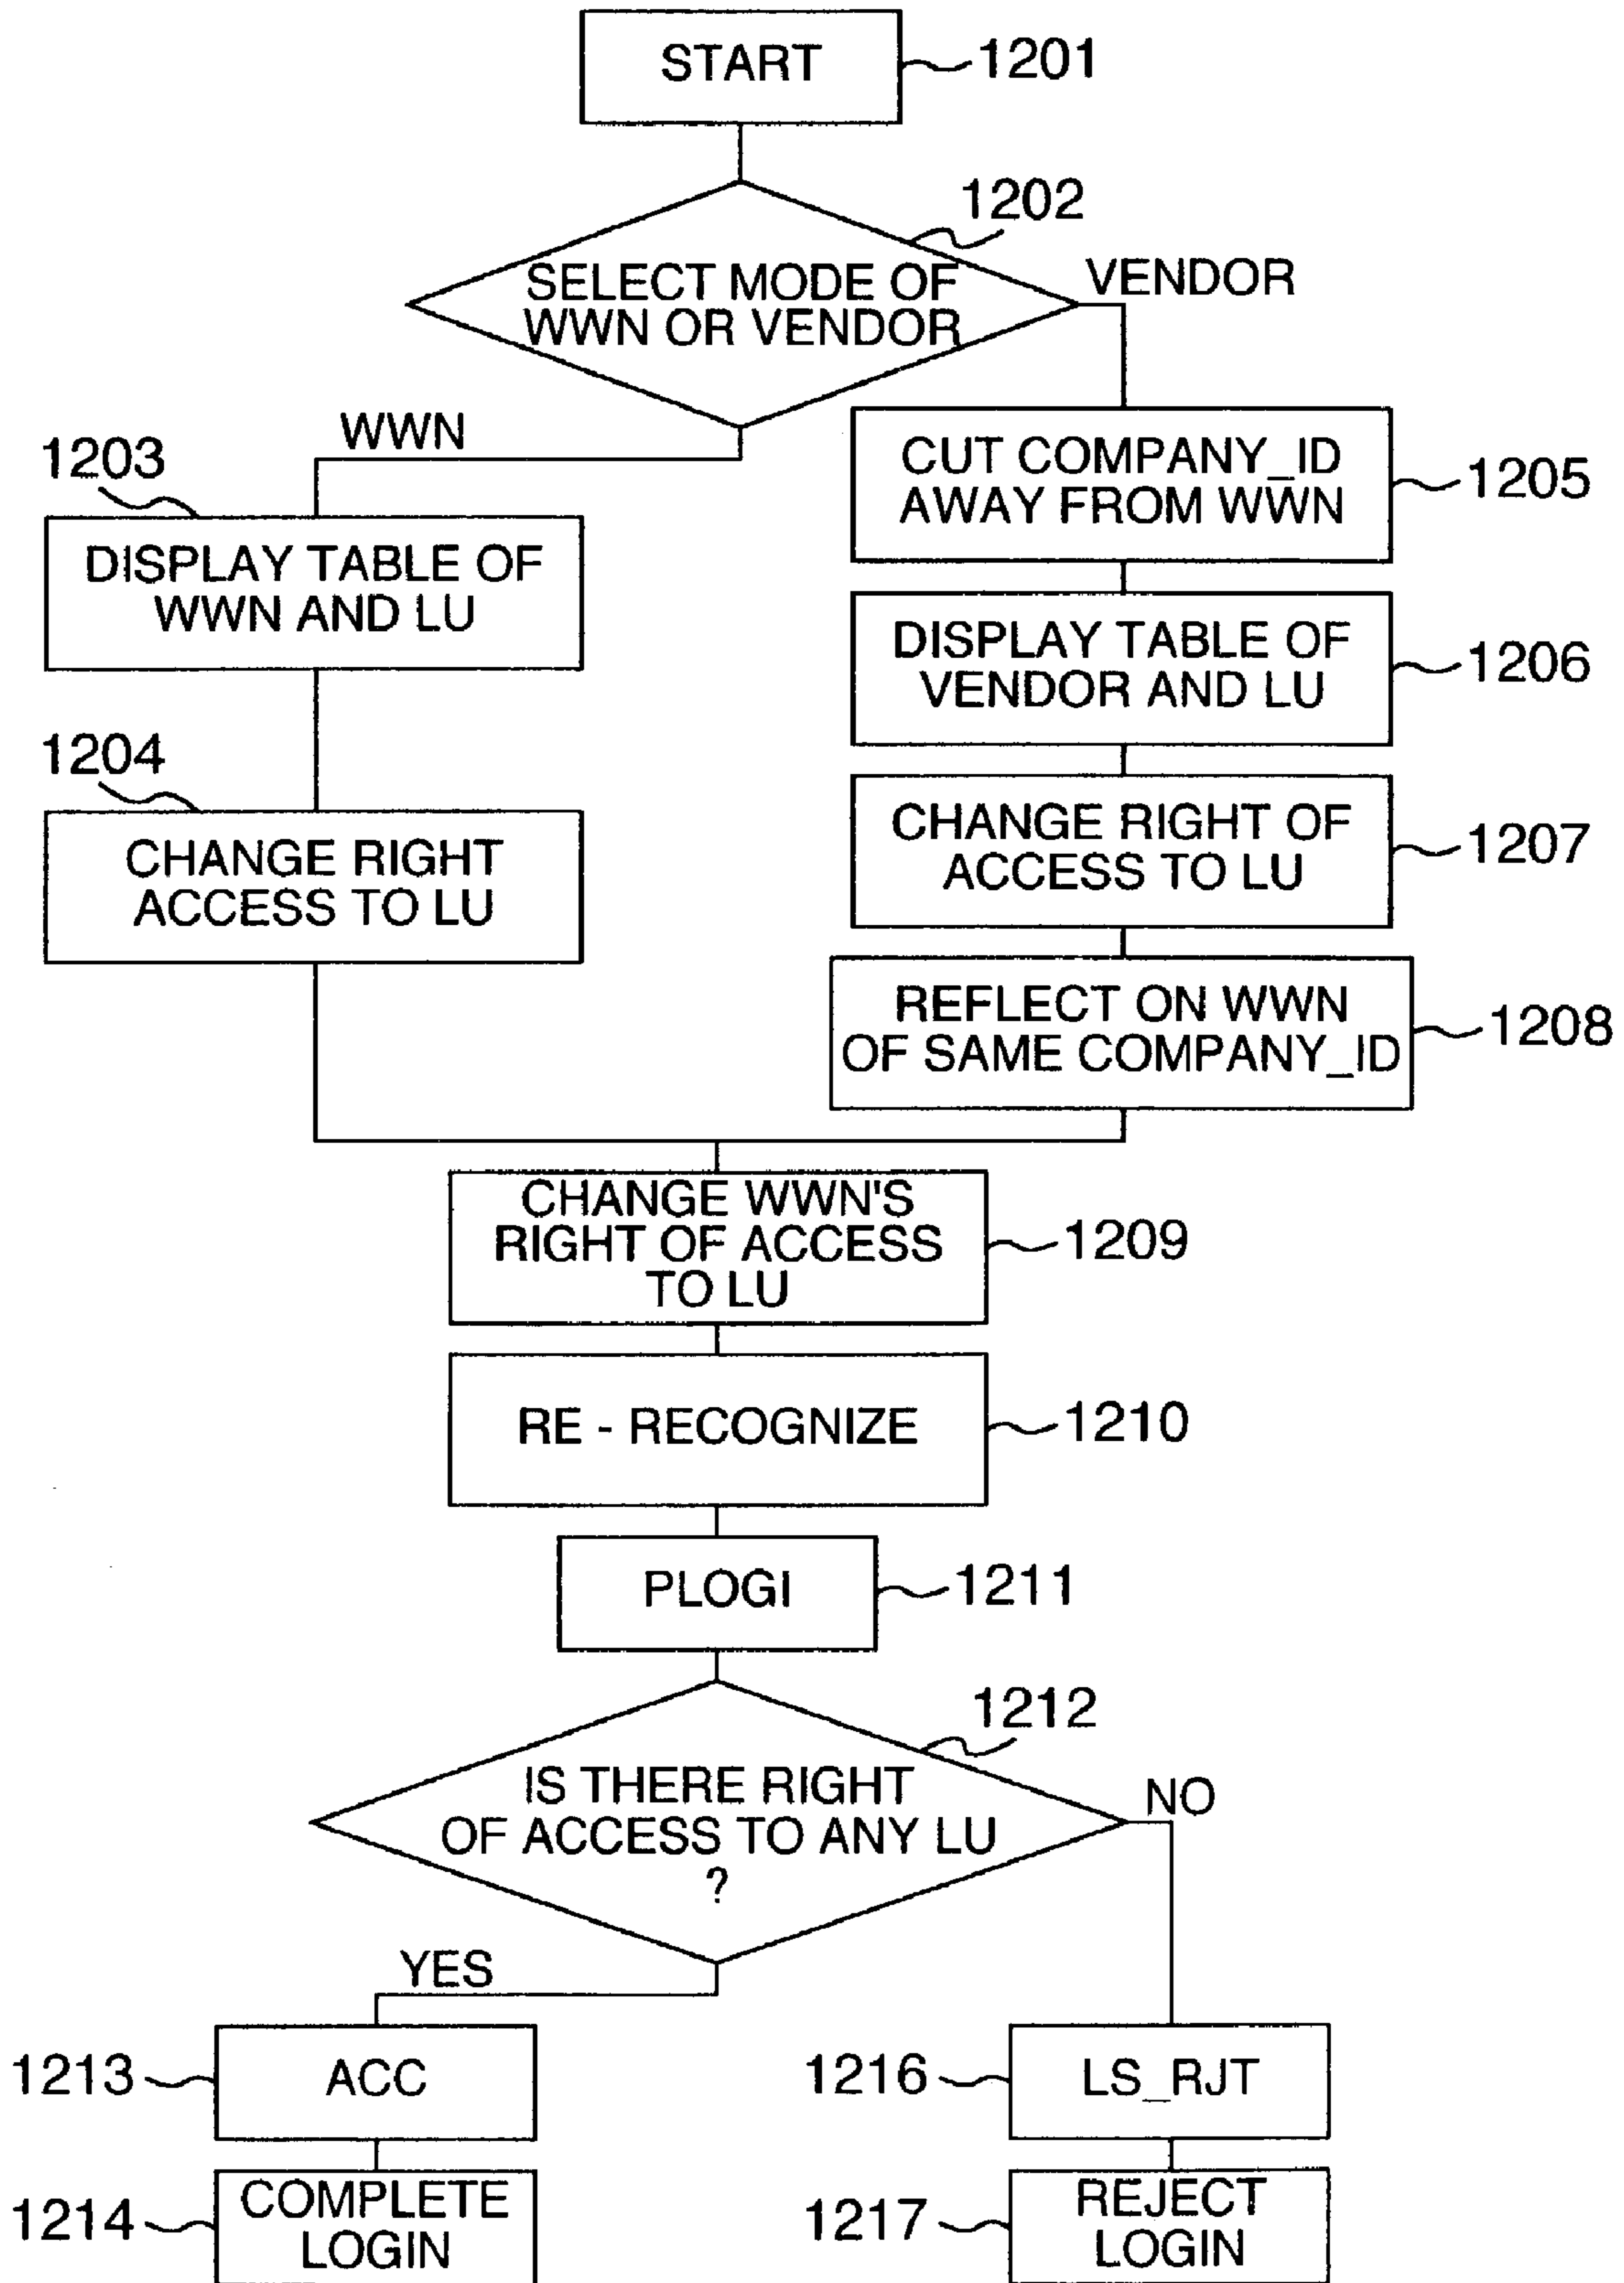 START
1201
1202
SELECT MODE OF
WWN OR VENDOR
VENDOR
WWN
1203
DISPLAY TABLE OF
WWN AND LU
CUT COMPANY_ID
AWAY FROM WWN
1205
DISPLAY TABLE OF
VENDOR AND LU
1206
1204
CHANGE RIGHT
ACCESS TO LU
CHANGE RIGHT OF
ACCESS TO LU
1207
REFLECT ON WWN
OF SAME COMPANY_ID
1208
CHANGE WWN'S
RIGHT OF ACCESS
TO LU
1209
RE - RECOGNIZE
1210
PLOGI
1211
1212
IS THERE RIGHT
OF ACCESS TO ANY LU
?
NO
YES
1213
ACC
1216
LS_RJT
1214
COMPLETE
LOGIN
1217
REJECT
LOGIN